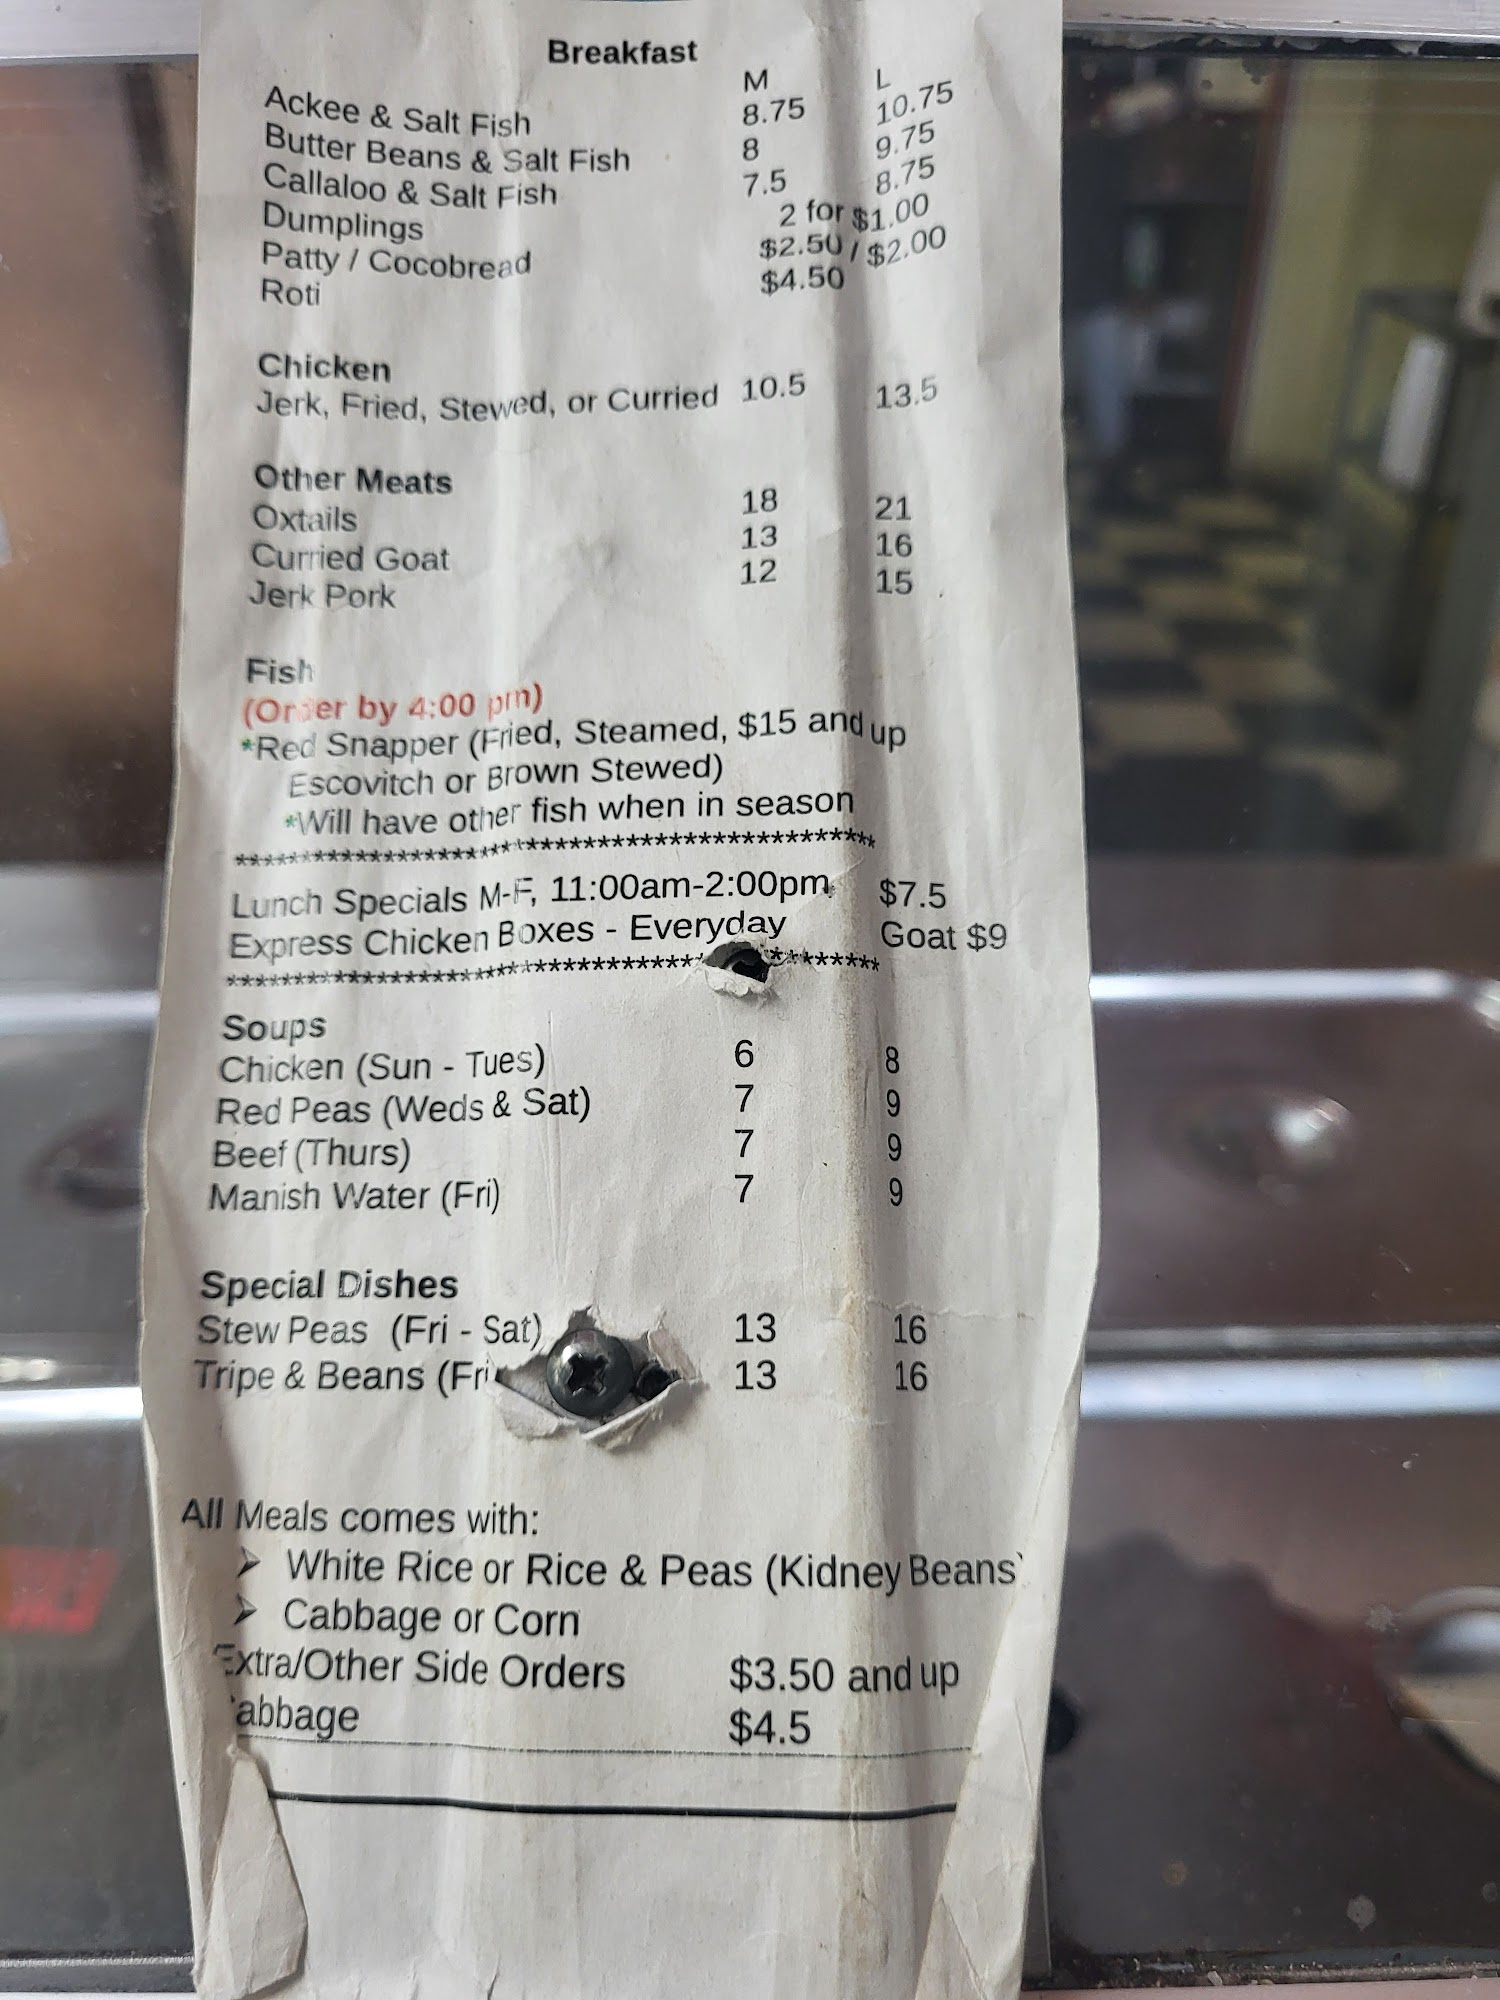 Breakfast
M L
Ackee & Salt Fish 8.75 10.75
Butter Beans & Salt Fish 8 9.75
Callaloo & Salt Fish 7.5 8.75
Dumplings 2 for $1.00
Patty / Cocobread $2.50 / $2.00
Roti $4.50
Chicken
Jerk, Fried, Stewed, or Curried 10.5 13.5
Other Meats
Oxtails 18 21
Curried Goat 13 16
Jerk Pork 12 15
Fish
(Order by 4:00 pm)
*Red Snapper (Fried, Steamed, $15 and up
Escovitch or Brown Stewed)
*Will have other fish when in season
Lunch Specials M-F, 11:00am-2:00pm $7.5
Express Chicken Boxes - Everyday Goat $9
Soups
Chicken (Sun - Tues) 6 8
Red Peas (Weds & Sat) 7 9
Beef (Thurs) 7 9
Manish Water (Fri) 7 9
Special Dishes
Stew Peas (Fri - Sat) 13 16
Tripe & Beans (Fri 13 16
All Meals comes with:
➢ White Rice or Rice & Peas (Kidney Beans)
➢ Cabbage or Corn
Extra/Other Side Orders $3.50 and up
abbage $4.5